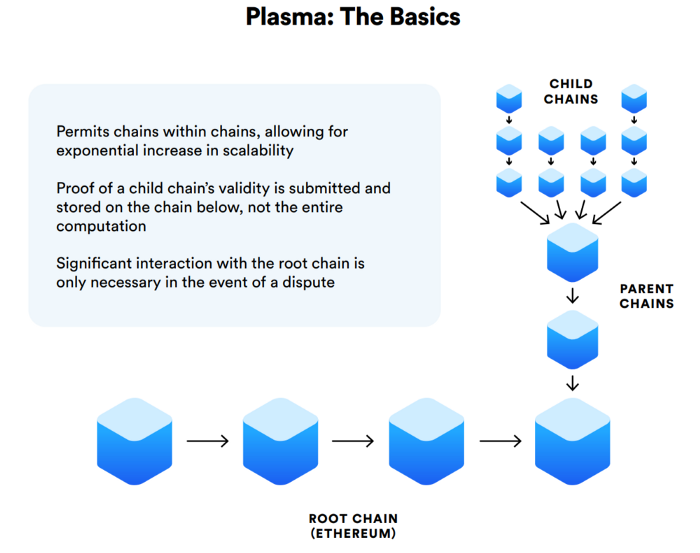 Plasma: The Basics
CHILD
CHAINS
Permits chains within chains, allowing for
exponential increase in scalability
Proof of a child chain's validity is submitted and
stored on the chain below, not the entire
computation
Significant interaction with the root chain is
only necessary in the event of a dispute
PARENT
CHAINS
ROOT CHAIN
(ETHEREUM)